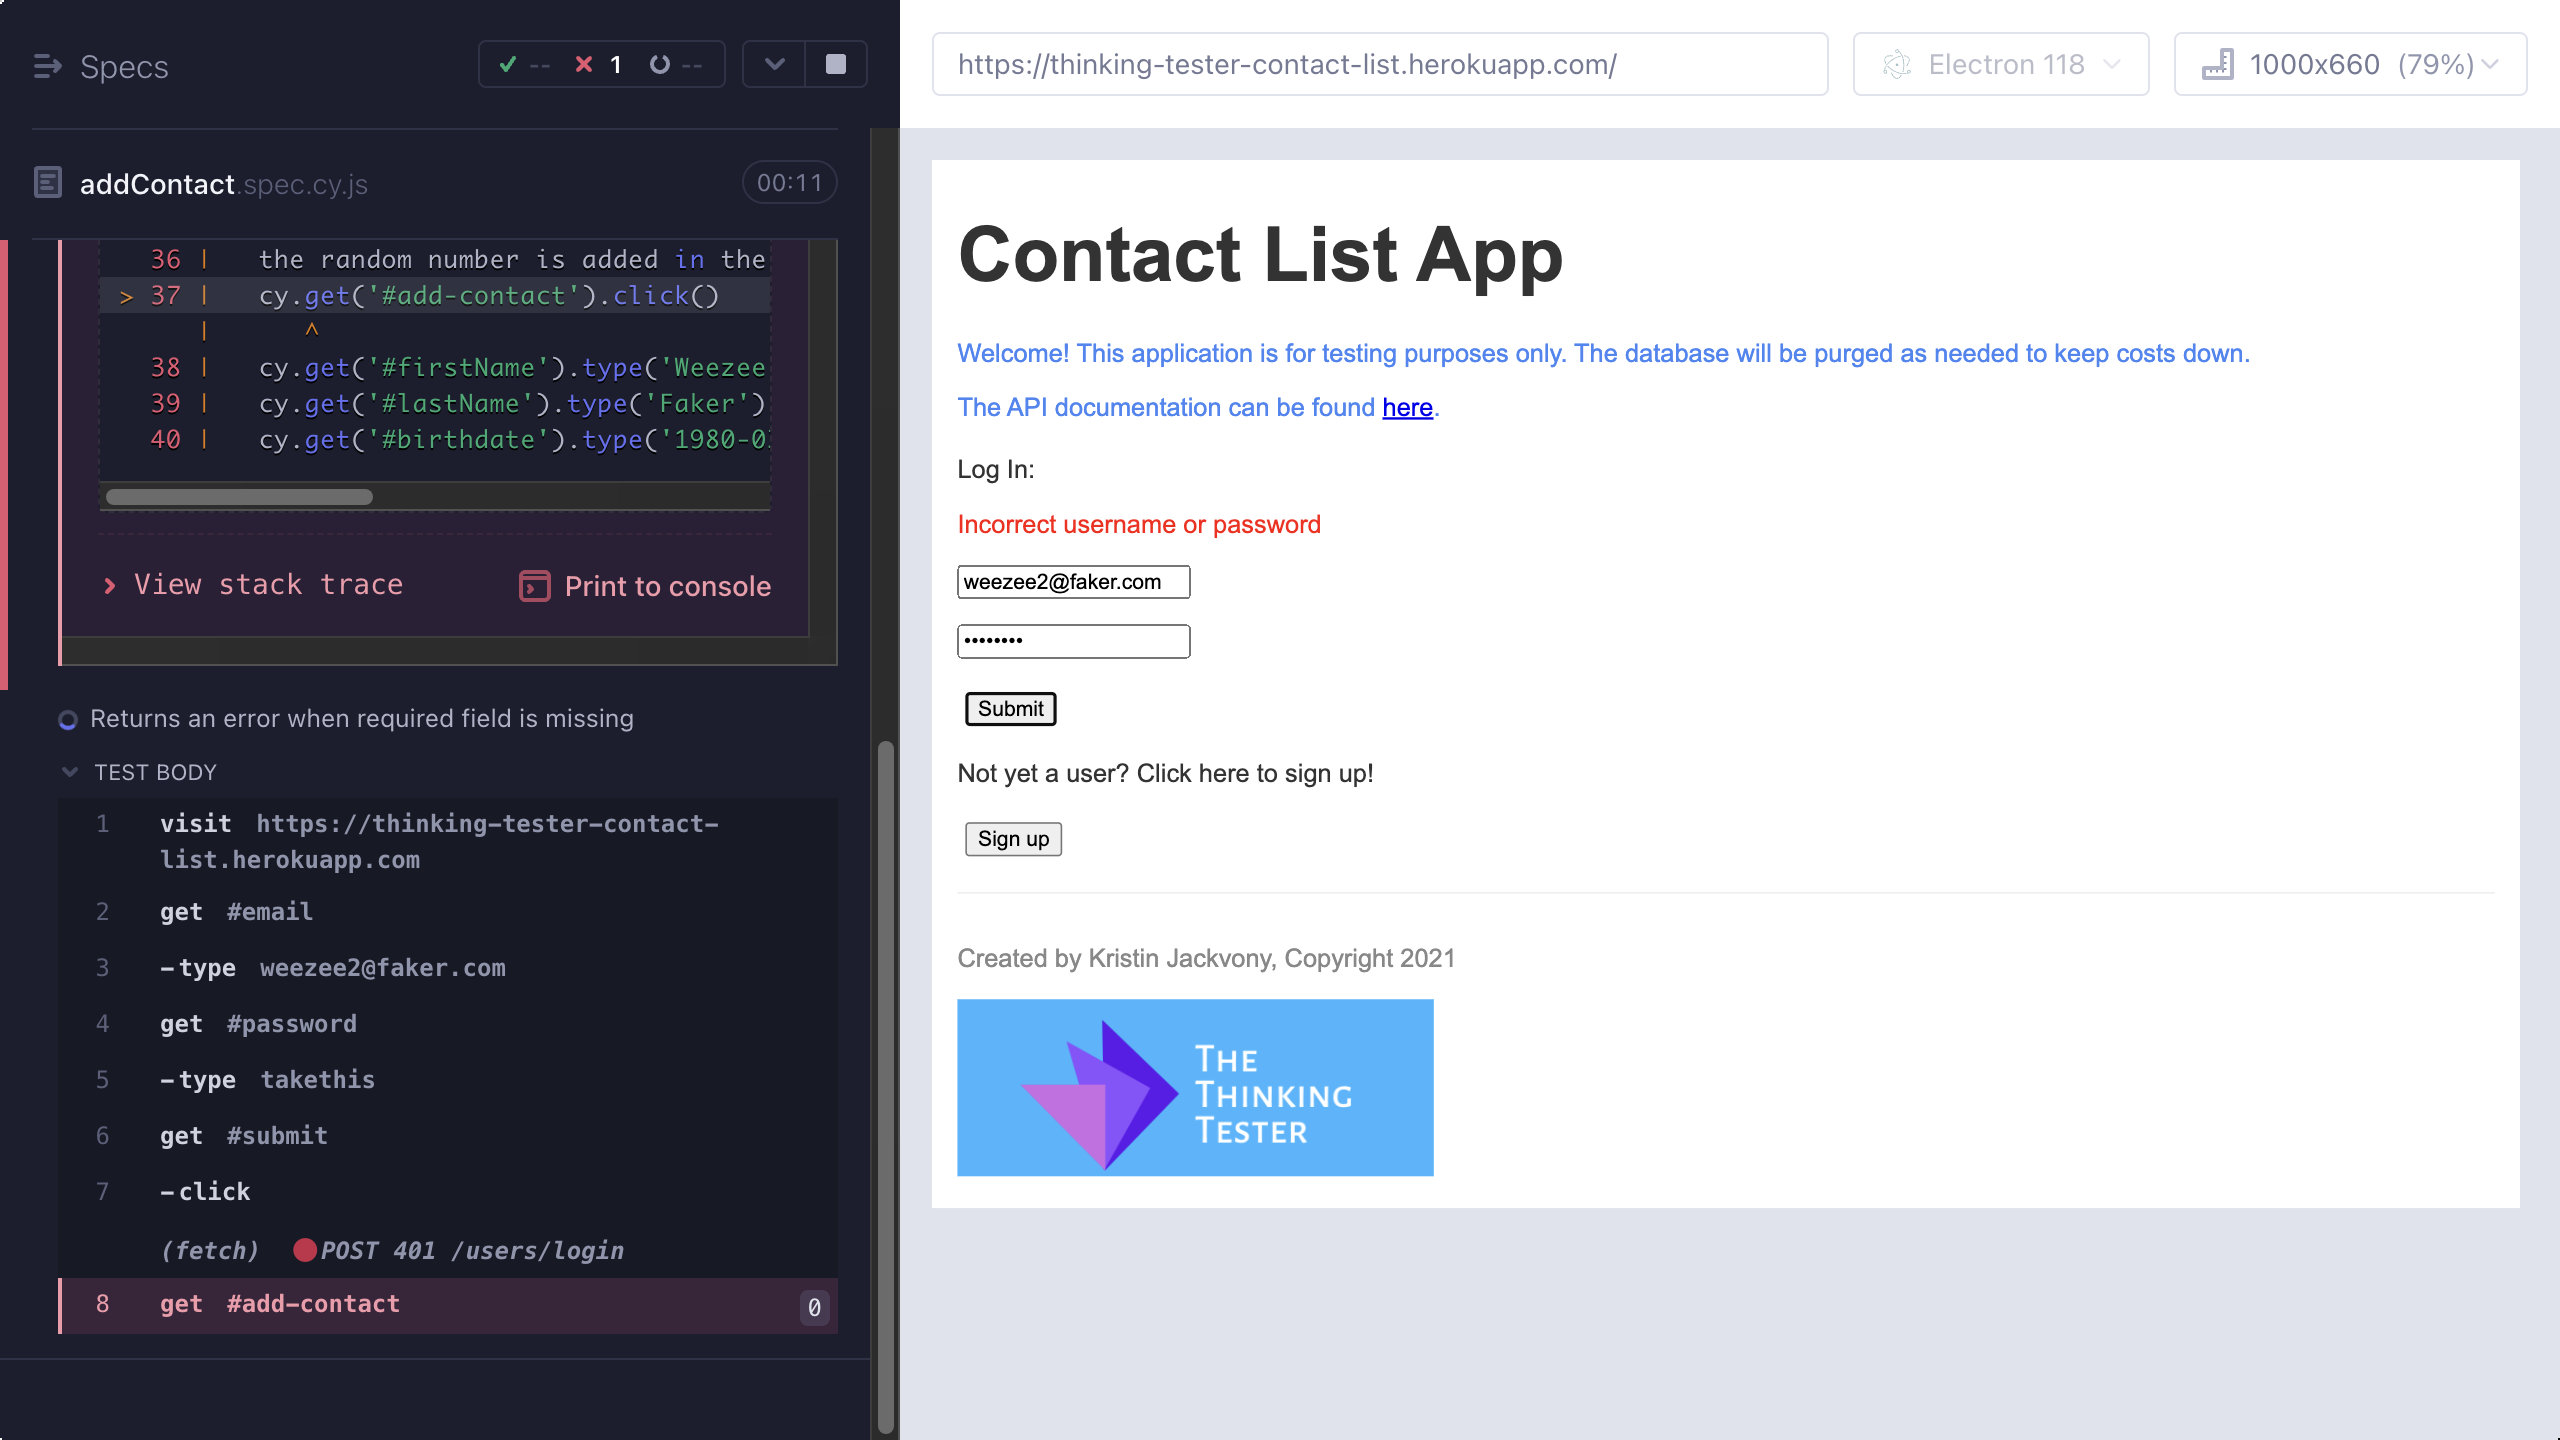 Specs
-- 1 --
addContact.spec.cy.js 00:11
36 | the random number is added in the
> 37 | cy.get('#add-contact').click()
| ^
38 | cy.get('#firstName').type('Weezee
39 | cy.get('#lastName').type('Faker')
40 | cy.get('#birthdate').type('1980-0
View stack trace
Print to console
Returns an error when required field is missing
TEST BODY
1 visit https://thinking-tester-contact-
list.herokuapp.com
2 get #email
3 -type weezee2@faker.com
4 get #password
5 -type takethis
6 get #submit
7 -click
(fetch) POST 401 /users/login
8 get #add-contact 0
https://thinking-tester-contact-list.herokuapp.com/
Electron 118
1000x660 (79%)
Contact List App
Welcome! This application is for testing purposes only. The database will be purged as needed to keep costs down.
The API documentation can be found here.
Log In:
Incorrect username or password
weezee2@faker.com
••••••••
Submit
Not yet a user? Click here to sign up!
Sign up
Created by Kristin Jackvony, Copyright 2021
THE
THINKING
TESTER